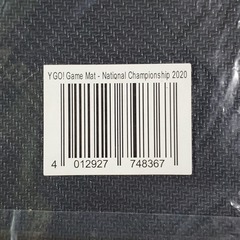 YGO! Game Mat - National Championship 2020
4 012927 748367